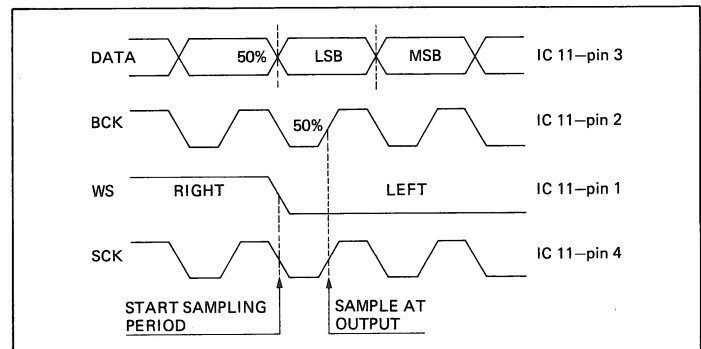 DATA 50% LSB MSB IC 11–pin 3
BCK 50% IC 11–pin 2
WS RIGHT LEFT IC 11–pin 1
SCK IC 11–pin 4
START SAMPLING PERIOD
SAMPLE AT OUTPUT